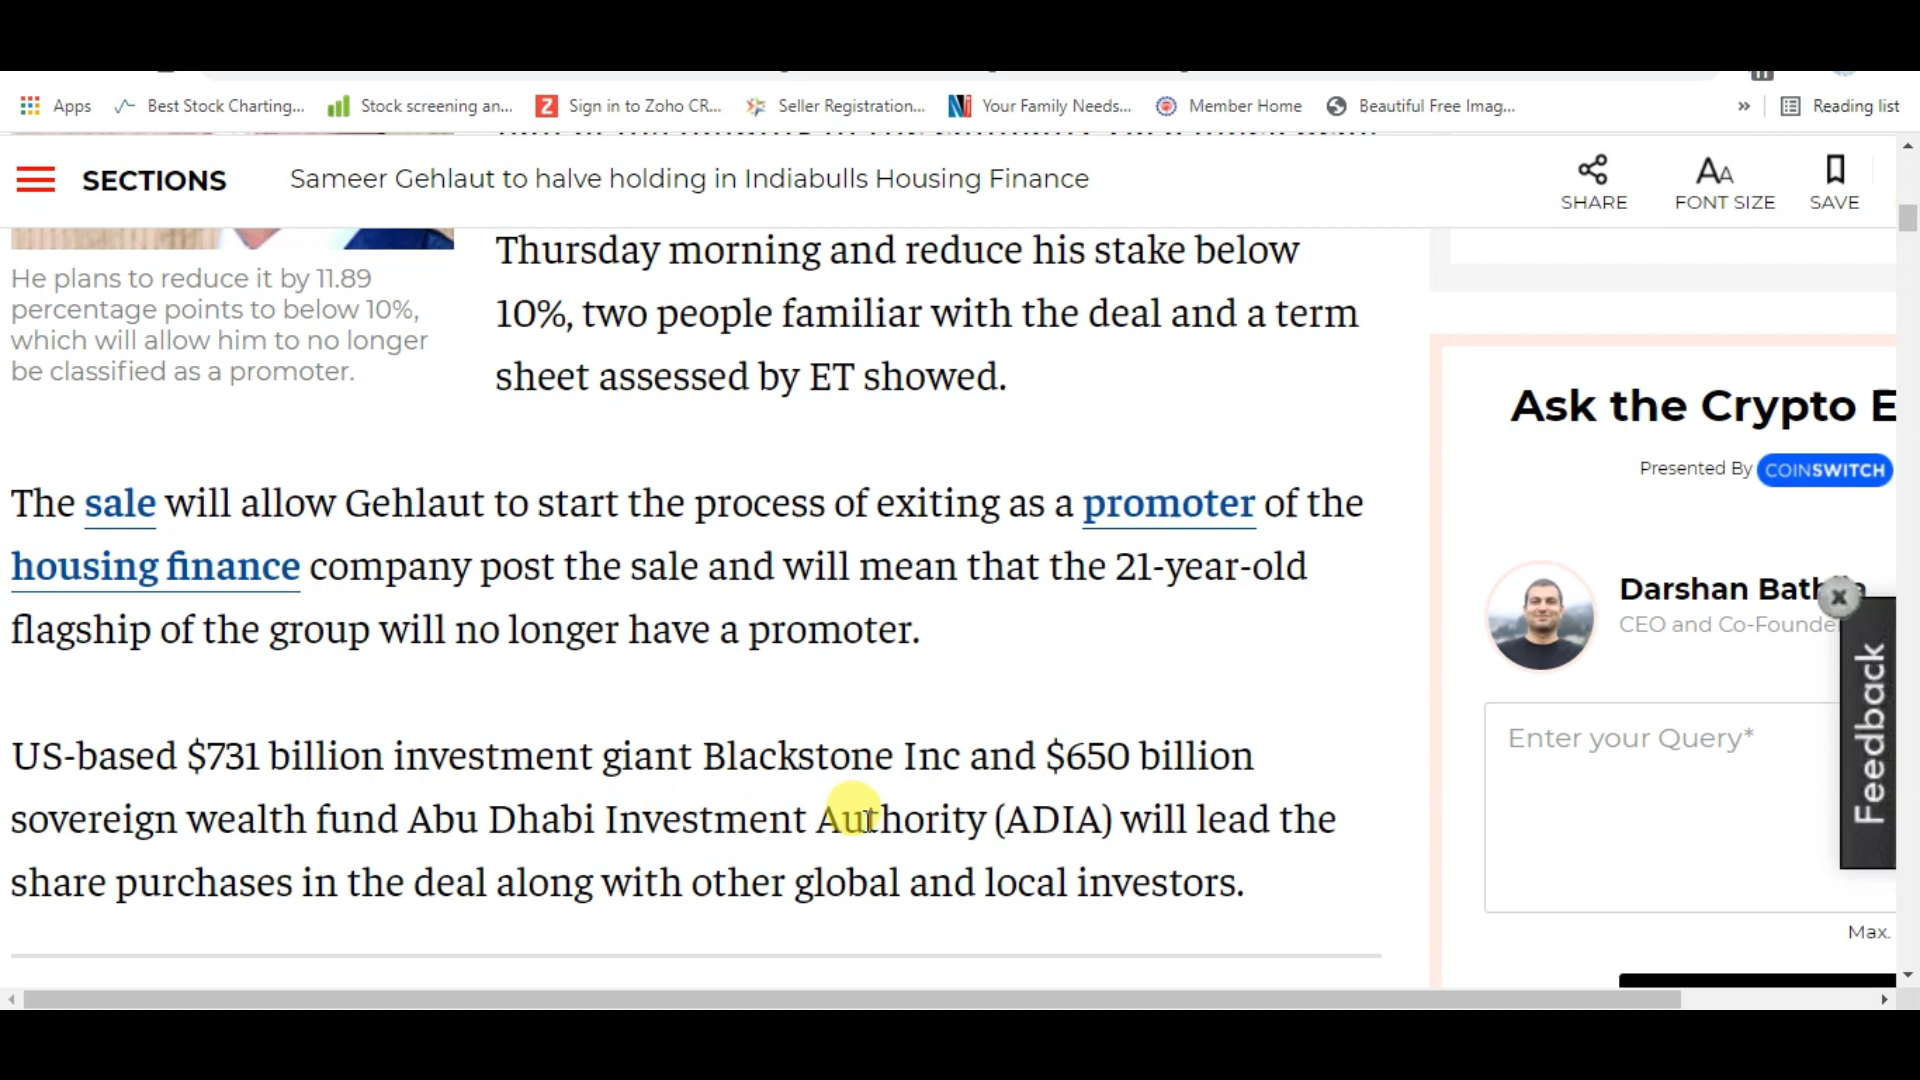 Apps
Best Stock Charting...
Stock screening an...
Sign in to Zoho CR...
Seller Registration...
Your Family Needs...
Member Home
Beautiful Free Imag...
»
Reading list
SECTIONS
Sameer Gehlaut to halve holding in Indiabulls Housing Finance
SHARE
FONT SIZE
SAVE
He plans to reduce it by 11.89
percentage points to below 10%,
which will allow him to no longer
be classified as a promoter.
Thursday morning and reduce his stake below
10%, two people familiar with the deal and a term
sheet assessed by ET showed.
The sale will allow Gehlaut to start the process of exiting as a promoter of the
housing finance company post the sale and will mean that the 21-year-old
flagship of the group will no longer have a promoter.
US-based $731 billion investment giant Blackstone Inc and $650 billion
sovereign wealth fund Abu Dhabi Investment Authority (ADIA) will lead the
share purchases in the deal along with other global and local investors.
Ask the Crypto E
Presented By COINSWITCH
Darshan
CEO and Co-Founde
Enter your Query*
Max.
Feedback